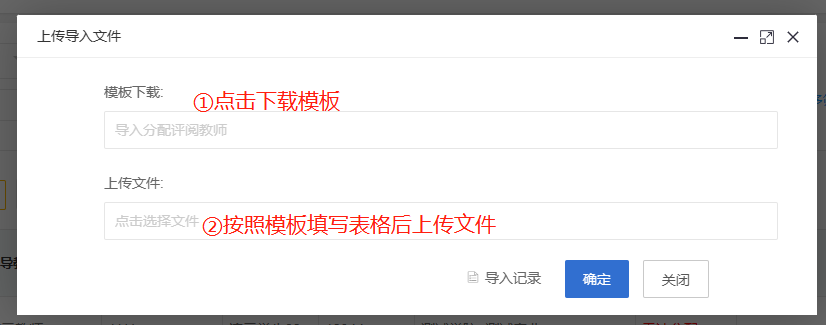 上传导入文件
模板下载:
①点击下载模板
导入分配评阅教师
上传文件:
点击选择文件
②按照模板填写表格后上传文件
导入记录
确定
关闭